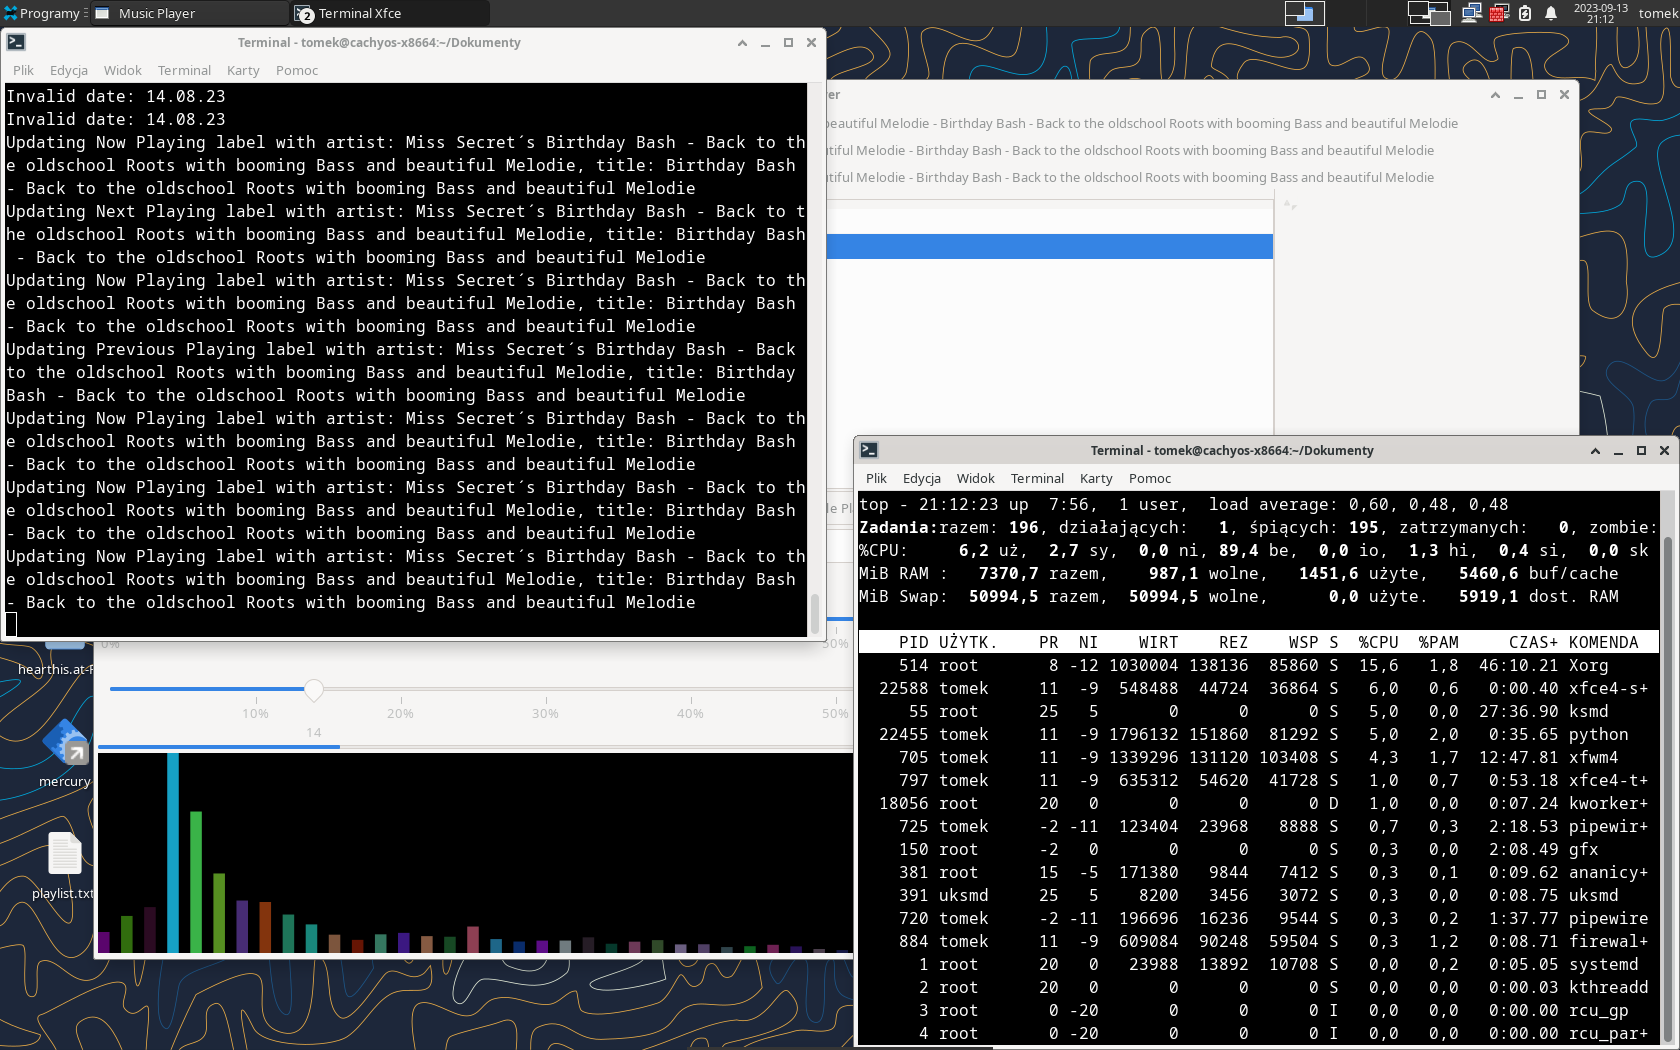 Programy
Music Player
2
Terminal Xfce
2023-09-13
21:12
tomek
Terminal - tomek@cachyos-x8664:~/Dokumenty
Plik Edycja Widok Terminal Karty Pomoc
Invalid date: 14.08.23
Invalid date: 14.08.23
Updating Now Playing label with artist: Miss Secret´s Birthday Bash - Back to th
e oldschool Roots with booming Bass and beautiful Melodie, title: Birthday Bash
- Back to the oldschool Roots with booming Bass and beautiful Melodie
Updating Next Playing label with artist: Miss Secret´s Birthday Bash - Back to t
he oldschool Roots with booming Bass and beautiful Melodie, title: Birthday Bash
- Back to the oldschool Roots with booming Bass and beautiful Melodie
Updating Now Playing label with artist: Miss Secret´s Birthday Bash - Back to th
e oldschool Roots with booming Bass and beautiful Melodie, title: Birthday Bash
- Back to the oldschool Roots with booming Bass and beautiful Melodie
Updating Previous Playing label with artist: Miss Secret´s Birthday Bash - Back
to the oldschool Roots with booming Bass and beautiful Melodie, title: Birthday
Bash - Back to the oldschool Roots with booming Bass and beautiful Melodie
Updating Now Playing label with artist: Miss Secret´s Birthday Bash - Back to th
e oldschool Roots with booming Bass and beautiful Melodie, title: Birthday Bash
- Back to the oldschool Roots with booming Bass and beautiful Melodie
Updating Now Playing label with artist: Miss Secret´s Birthday Bash - Back to th
e oldschool Roots with booming Bass and beautiful Melodie, title: Birthday Bash
- Back to the oldschool Roots with booming Bass and beautiful Melodie
Updating Now Playing label with artist: Miss Secret´s Birthday Bash - Back to th
e oldschool Roots with booming Bass and beautiful Melodie, title: Birthday Bash
- Back to the oldschool Roots with booming Bass and beautiful Melodie
er
beautiful Melodie - Birthday Bash - Back to the oldschool Roots with booming Bass and beautiful Melodie
tiful Melodie - Birthday Bash - Back to the oldschool Roots with booming Bass and beautiful Melodie
tiful Melodie - Birthday Bash - Back to the oldschool Roots with booming Bass and beautiful Melodie
le Pl
0% 50%
10% 20% 30% 40% 50%
14
hearthis.at-
mercury
playlist.txt
Terminal - tomek@cachyos-x8664:~/Dokumenty
Plik Edycja Widok Terminal Karty Pomoc
top - 21:12:23 up  7:56,  1 user,  load average: 0,60, 0,48, 0,48
Zadania:razem: 196, działających:   1, śpiących: 195, zatrzymanych:   0, zombie:
%CPU:     6,2 uż,  2,7 sy,  0,0 ni, 89,4 be,  0,0 io,  1,3 hi,  0,4 si,  0,0 sk
MiB RAM :   7370,7 razem,    987,1 wolne,   1451,6 użyte,   5460,6 buf/cache
MiB Swap:  50994,5 razem,  50994,5 wolne,      0,0 użyte.   5919,1 dost. RAM
PID UŻYTK.    PR  NI    WIRT    REZ    WSP S  %CPU  %PAM     CZAS+ KOMENDA
514 root       8 -12 1030004 138136  85860 S  15,6   1,8  46:10.21 Xorg
22588 tomek     11  -9  548488  44724  36864 S   6,0   0,6   0:00.40 xfce4-s+
55 root      25   5       0      0      0 S   5,0   0,0  27:36.90 ksmd
22455 tomek     11  -9 1796132 151860  81292 S   5,0   2,0   0:35.65 python
705 tomek     11  -9 1339296 131120 103408 S   4,3   1,7  12:47.81 xfwm4
797 tomek     11  -9  635312  54620  41728 S   1,0   0,7   0:53.18 xfce4-t+
18056 root      20   0       0      0      0 D   1,0   0,0   0:07.24 kworker+
725 tomek     -2 -11  123404  23968   8888 S   0,7   0,3   2:18.53 pipewir+
150 root      -2   0       0      0      0 S   0,3   0,0   2:08.49 gfx
381 root      15  -5  171380   9844   7412 S   0,3   0,1   0:09.62 ananicy+
391 uksmd     25   5    8200   3456   3072 S   0,3   0,0   0:08.75 uksmd
720 tomek     -2 -11  196696  16236   9544 S   0,3   0,2   1:37.77 pipewire
884 tomek     11  -9  609084  90248  59504 S   0,3   1,2   0:08.71 firewal+
1 root      20   0   23988  13892  10708 S   0,0   0,2   0:05.05 systemd
2 root      20   0       0      0      0 S   0,0   0,0   0:00.03 kthreadd
3 root       0 -20       0      0      0 I   0,0   0,0   0:00.00 rcu_gp
4 root       0 -20       0      0      0 I   0,0   0,0   0:00.00 rcu_par+